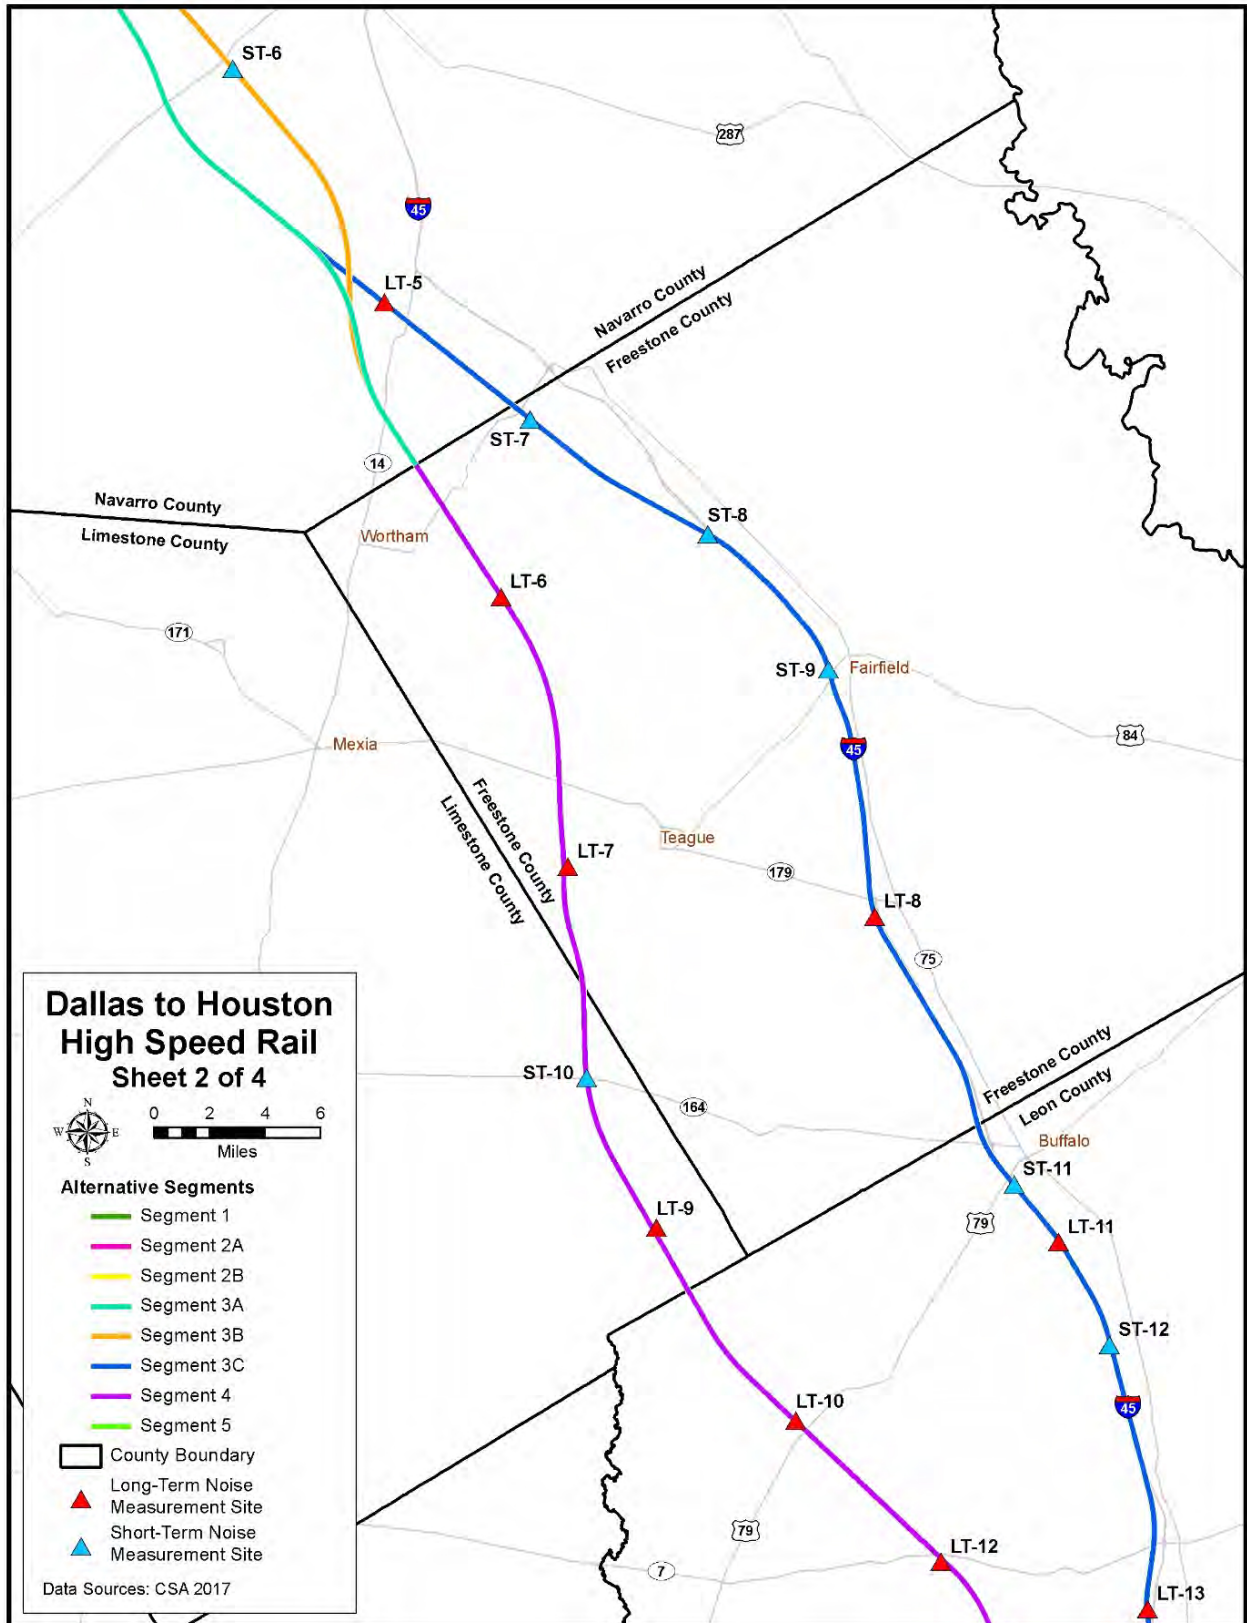 ST-6
287
45
LT-5
Navarro County
Freestone County
ST-7
14
Navarro County
Limestone County
Wortham
ST-8
LT-6
171
ST-9
Fairfield
45
84
Mexia
Freestone County
Limestone County
Teague
LT-7
179
LT-8
75
Freestone County
Leon County
ST-10
164
Buffalo
ST-11
LT-9
79
LT-11
ST-12
LT-10
45
79
LT-12
7
LT-13
Dallas to Houston
High Speed Rail
Sheet 2 of 4
N
W E
S
0 2 4 6
Miles
Alternative Segments
Segment 1
Segment 2A
Segment 2B
Segment 3A
Segment 3B
Segment 3C
Segment 4
Segment 5
County Boundary
Long-Term Noise
Measurement Site
Short-Term Noise
Measurement Site
Data Sources: CSA 2017